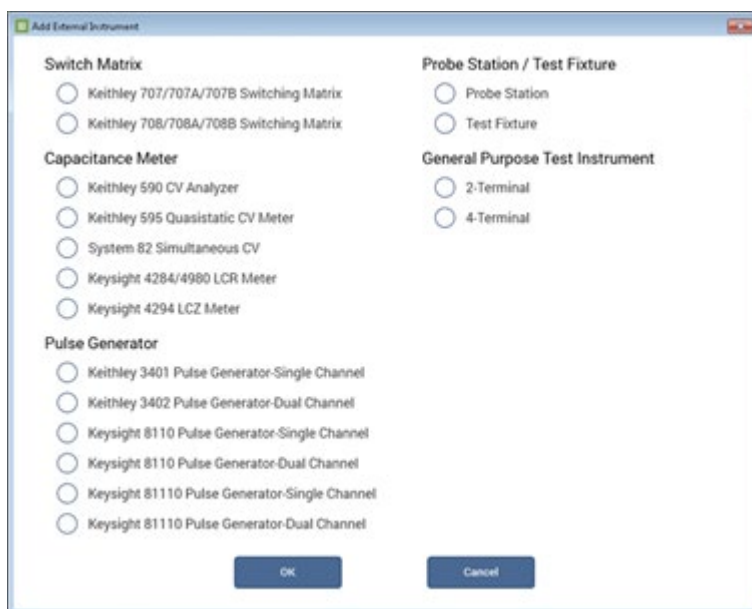 Add External Instrument
Switch Matrix
Keithley 707/707A/707B Switching Matrix
Keithley 708/708A/708B Switching Matrix
Capacitance Meter
Keithley 590 CV Analyzer
Keithley 595 Quasistatic CV Meter
System 82 Simultaneous CV
Keysight 4284/4980 LCR Meter
Keysight 4294 LCZ Meter
Pulse Generator
Keithley 3401 Pulse Generator-Single Channel
Keithley 3402 Pulse Generator-Dual Channel
Keysight 8110 Pulse Generator-Single Channel
Keysight 8110 Pulse Generator-Dual Channel
Keysight 81110 Pulse Generator-Single Channel
Keysight 81110 Pulse Generator-Dual Channel
Probe Station / Test Fixture
Probe Station
Test Fixture
General Purpose Test Instrument
2-Terminal
4-Terminal
OK
Cancel